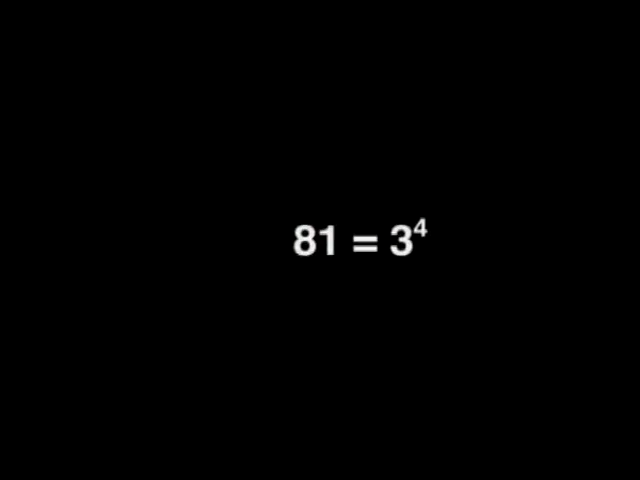 81 = 3⁴